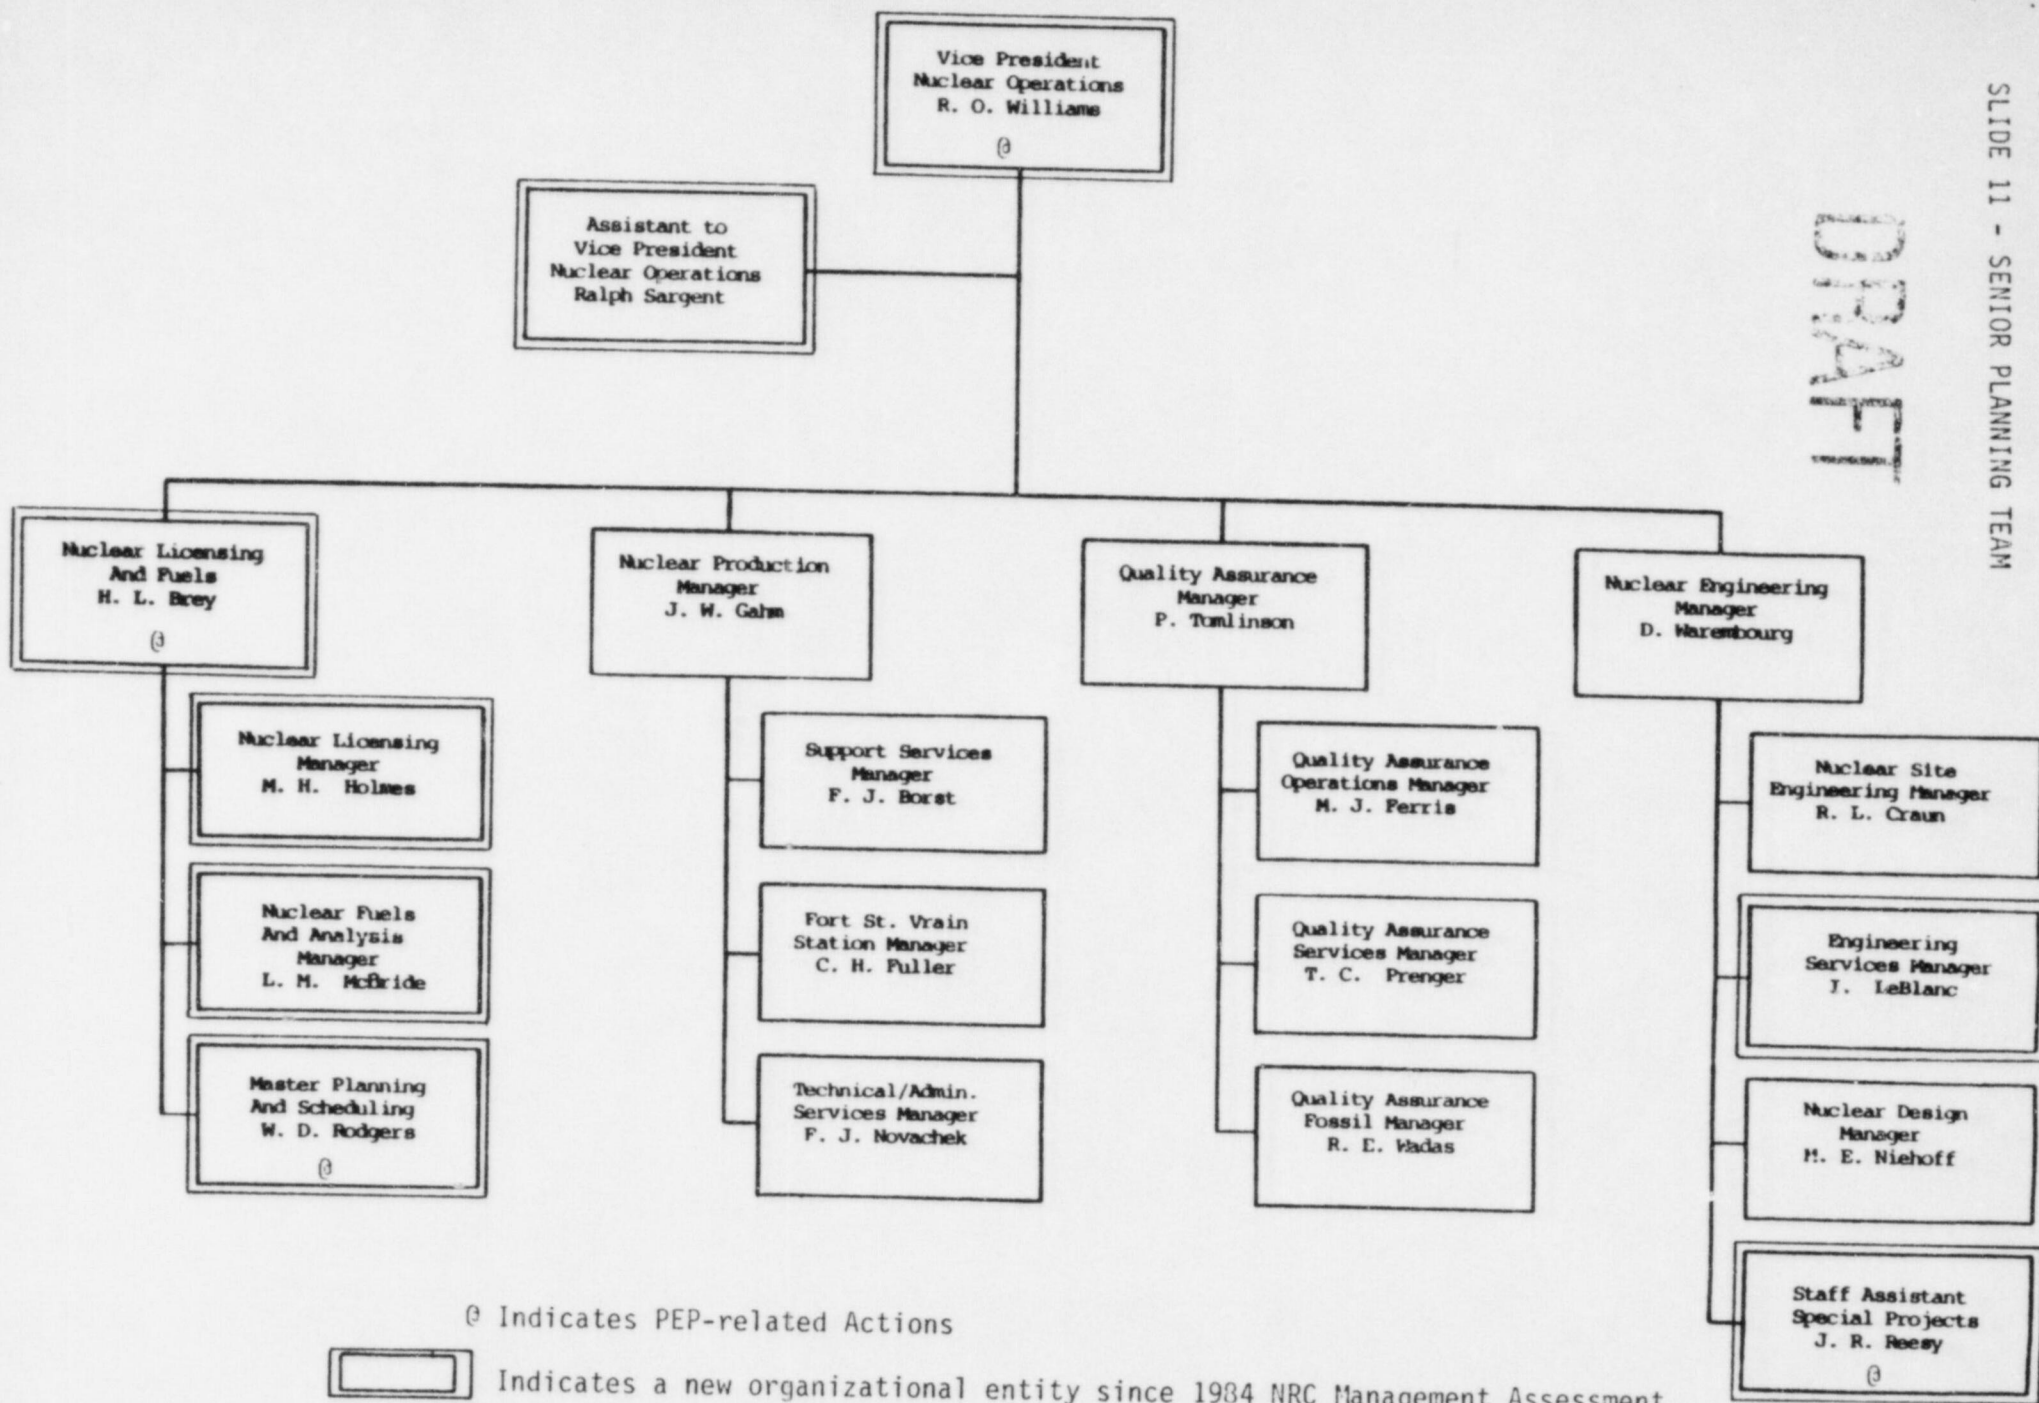 SLIDE 11 - SENIOR PLANNING TEAM
DRAFT
Vice President
Nuclear Operations
R. O. Williams
@
Assistant to
Vice President
Nuclear Operations
Ralph Sargent
Nuclear Licensing
And Fuels
H. L. Brey
@
Nuclear Licensing
Manager
M. H. Holmes
Nuclear Fuels
And Analysis
Manager
L. M. McBride
Master Planning
And Scheduling
W. D. Rodgers
@
Nuclear Production
Manager
J. W. Gahm
Support Services
Manager
F. J. Borst
Fort St. Vrain
Station Manager
C. H. Fuller
Technical/Admin.
Services Manager
F. J. Novachek
Quality Assurance
Manager
P. Tomlinson
Quality Assurance
Operations Manager
M. J. Ferris
Quality Assurance
Services Manager
T. C. Prenger
Quality Assurance
Fossil Manager
R. E. Wadas
Nuclear Engineering
Manager
D. Warembourg
Nuclear Site
Engineering Manager
R. L. Craun
Engineering
Services Manager
LeBlanc
Nuclear Design
Manager
M. E. Niehoff
Staff Assistant
Special Projects
J. R. Reesy
@
@ Indicates PEP-related Actions
Indicates a new organizational entity since 1984 NRC Management Assessment